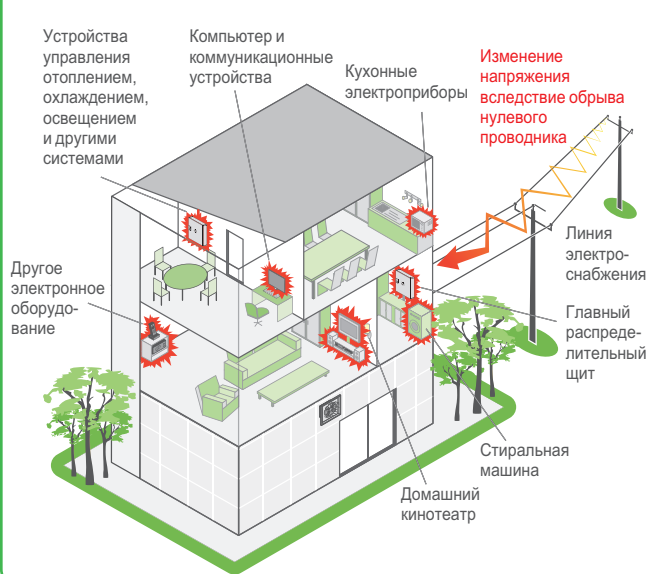 Устройства
управления
отоплением,
охлаждением,
освещением
и другими
системами
Компьютер и
коммуникационные
устройства
Кухонные
электроприборы
Изменение
напряжения
вследствие обрыва
нулевого
проводника
Линия
электро-
снабжения
Главный
распреде-
лительный
щит
Другое
электронное
оборудо-
вание
Стиральная
машина
Домашний
кинотеатр